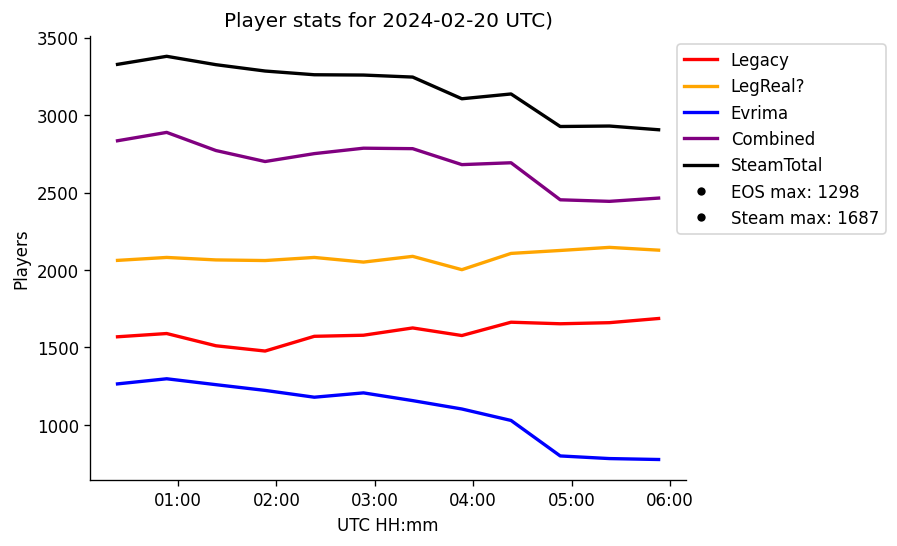 Player stats for 2024-02-20 UTC)
3500
3000
2500
2000
1500
1000
Players
01:00
02:00
03:00
04:00
05:00
06:00
UTC HH:mm
Legacy
LegReal?
Evrima
Combined
SteamTotal
EOS max: 1298
Steam max: 1687